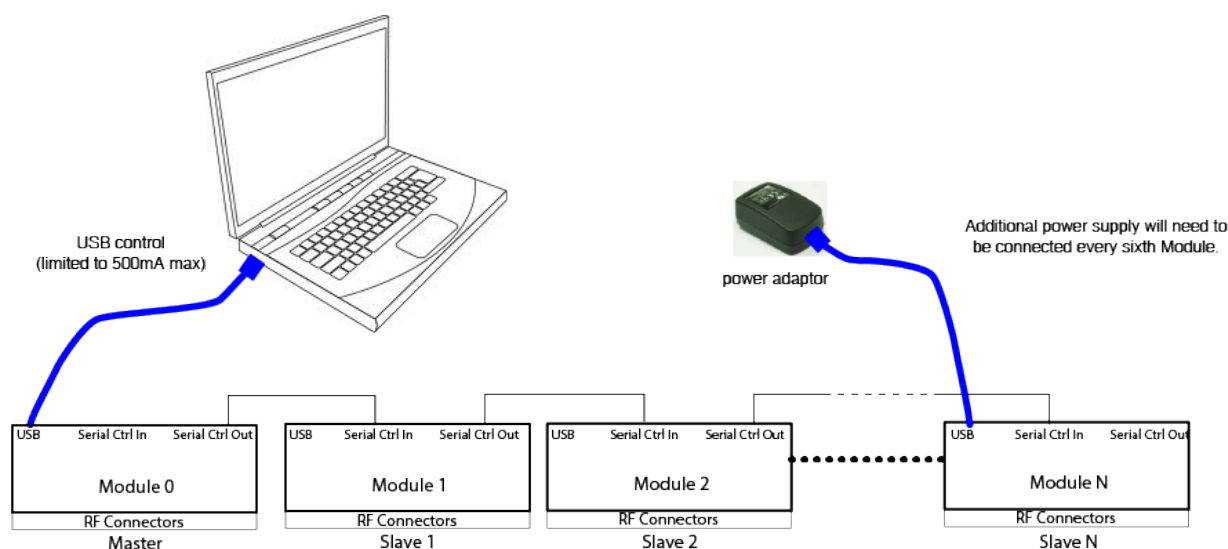 USB control
(limited to 500mA max)
power adaptor
Additional power supply will need to
be connected every sixth Module.
USB Serial Ctrl In Serial Ctrl Out
Module 0
RF Connectors
Master
USB Serial Ctrl In Serial Ctrl Out
Module 1
RF Connectors
Slave 1
USB Serial Ctrl In Serial Ctrl Out
Module 2
RF Connectors
Slave 2
USB Serial Ctrl In Serial Ctrl Out
Module N
RF Connectors
Slave N